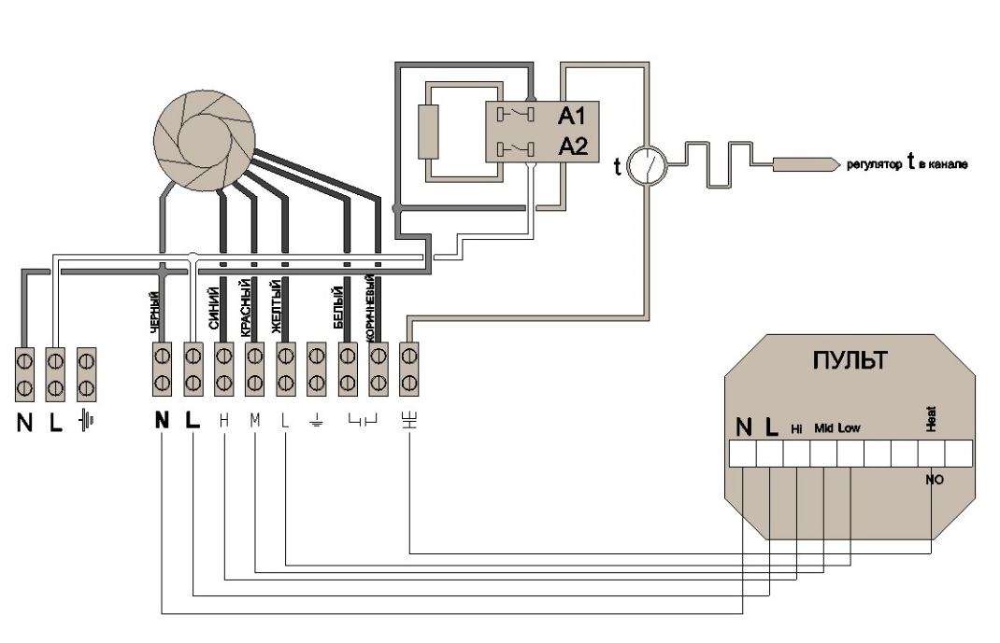 A1
A2
t
регулятор t в канале
ЧЕРНЫЙ
СИНИЙ
КРАСНЫЙ
ЖЕЛТЫЙ
БЕЛЫЙ
КОРИЧНЕВЫЙ
ПУЛЬТ
N L
N L H M L
N L Hi Mid Low Heat
NO